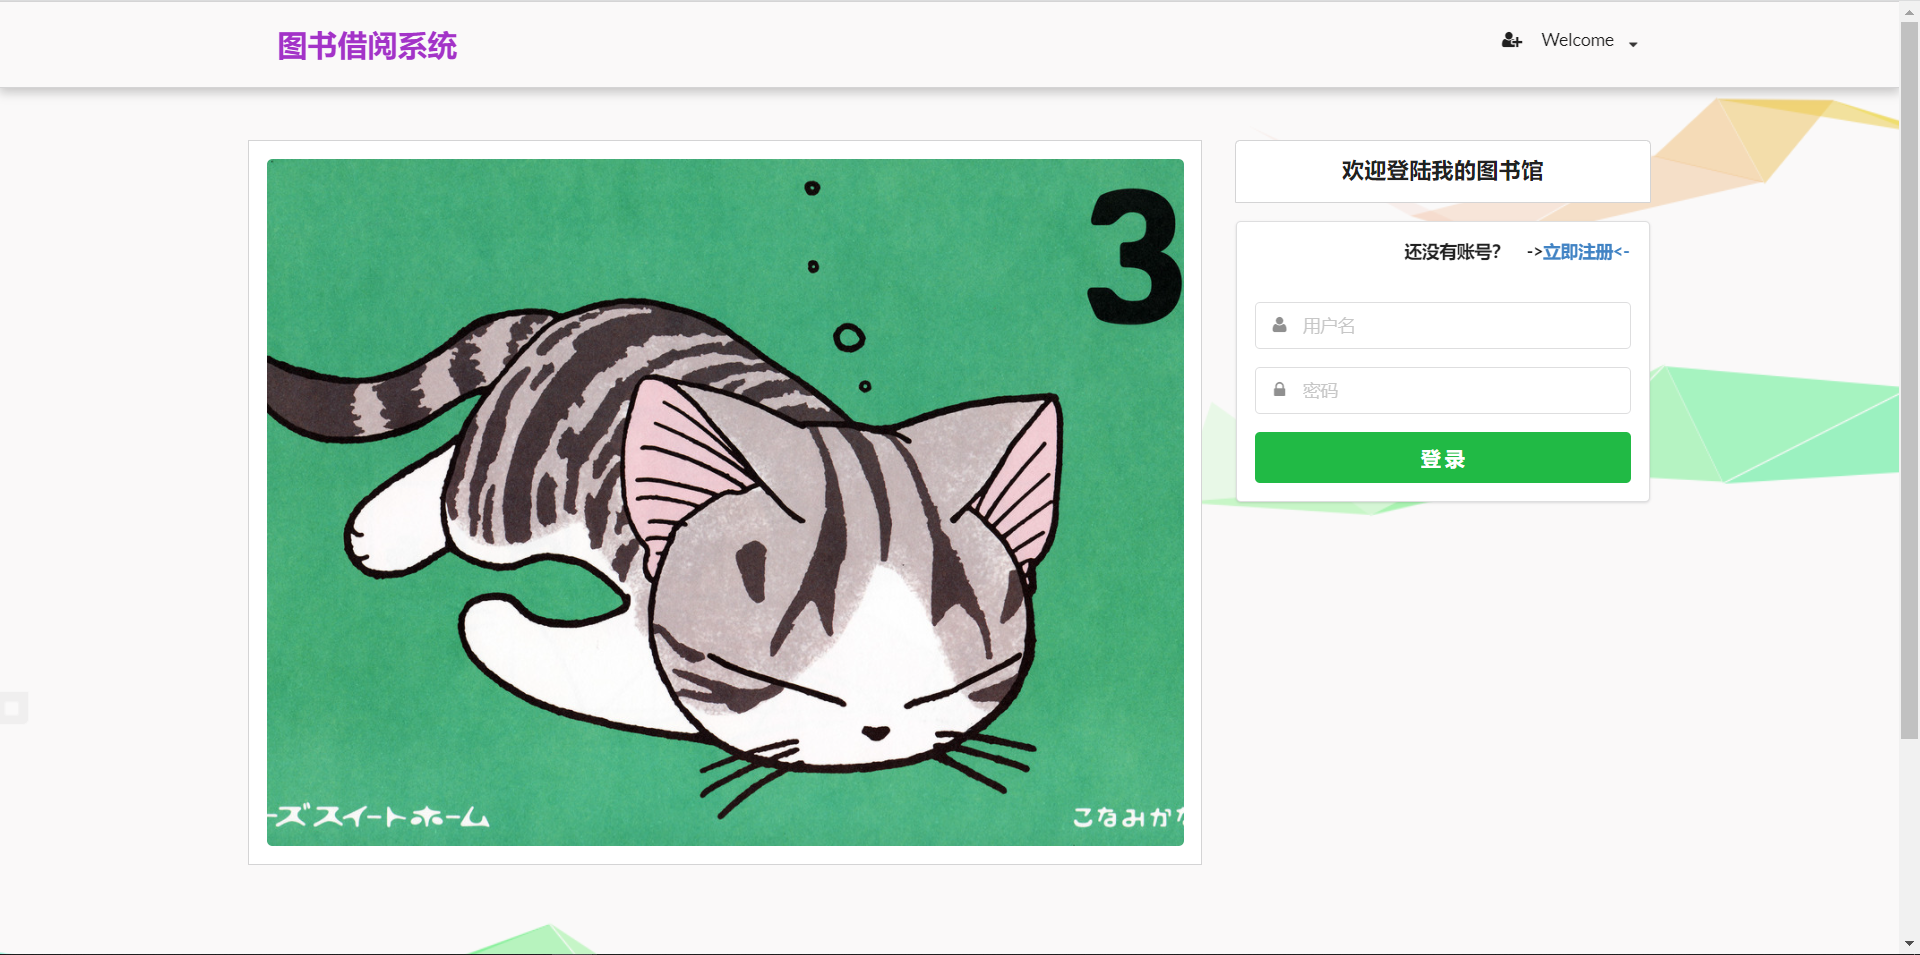 图书借阅系统
Welcome
3
ーズスイートホーム
こなみかな
欢迎登陆我的图书馆
还没有账号? ->立即注册<-
用户名
密码
登录